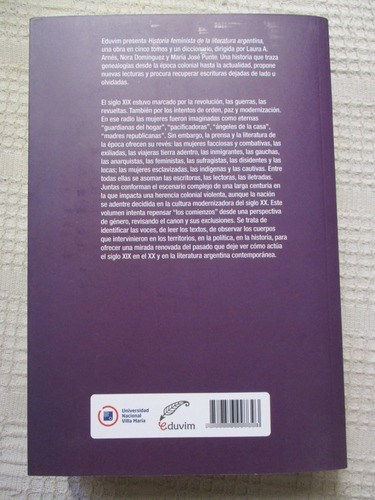 Eduvim presenta Historia feminista de la literatura argentina,
una obra en cinco tomos y un diccionario, dirigida por Laura A.
Arnés, Nora Domínguez y María José Punte. Una historia que traza
genealogías desde la época colonial hasta la actualidad, propone
nuevas lecturas y procura recuperar escrituras dejadas de lado u
olvidadas.
El siglo XIX estuvo marcado por la revolución, las guerras, las
revueltas. También por los intentos de orden, paz y modernización.
En ese radio las mujeres fueron imaginadas como eternas
"guardianas del hogar", "pacificadoras", "ángeles de la casa", "madres
republicanas". Sin embargo, la prensa y la literatura de
la época ofrecen su revés: las mujeres facciosas y combativas, las
exiliadas, las viajeras tierra adentro, las inmigrantes, las gauchas,
las anarquistas, las feministas, las sufragistas, las disidentes y las
locas; las mujeres esclavizadas, las indígenas y las cautivas. Entre
todas ellas se asoman las escritoras, las lectoras, las iletradas.
Juntas conforman el escenario complejo de una larga centuria en
la que impacta una herencia colonial violenta, aunque la nación
se adentre decidida en la cultura modernizadora del siglo XX. Este
volumen intenta repensar "los comienzos" desde una perspectiva
de género, revisando el canon y sus exclusiones. Se trata de
identificar las voces, de leer los textos, de observar los cuerpos
que intervinieron en los territorios, en la política, en la historia, para
ofrecer una mirada renovada del pasado que deje ver cómo actúa
el siglo XIX en el XX y en la literatura argentina contemporánea.
Universidad
Nacional
Villa María
eduvim